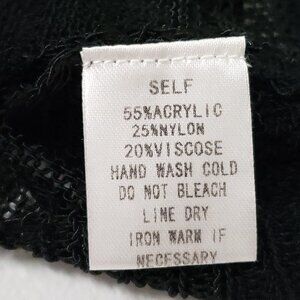 SELF
55%ACRYLIC
25%NYLON
20%VISCOSE
HAND WASH COLD
DO NOT BLEACH
LINE DRY
IRON WARM IF
NECESSARY